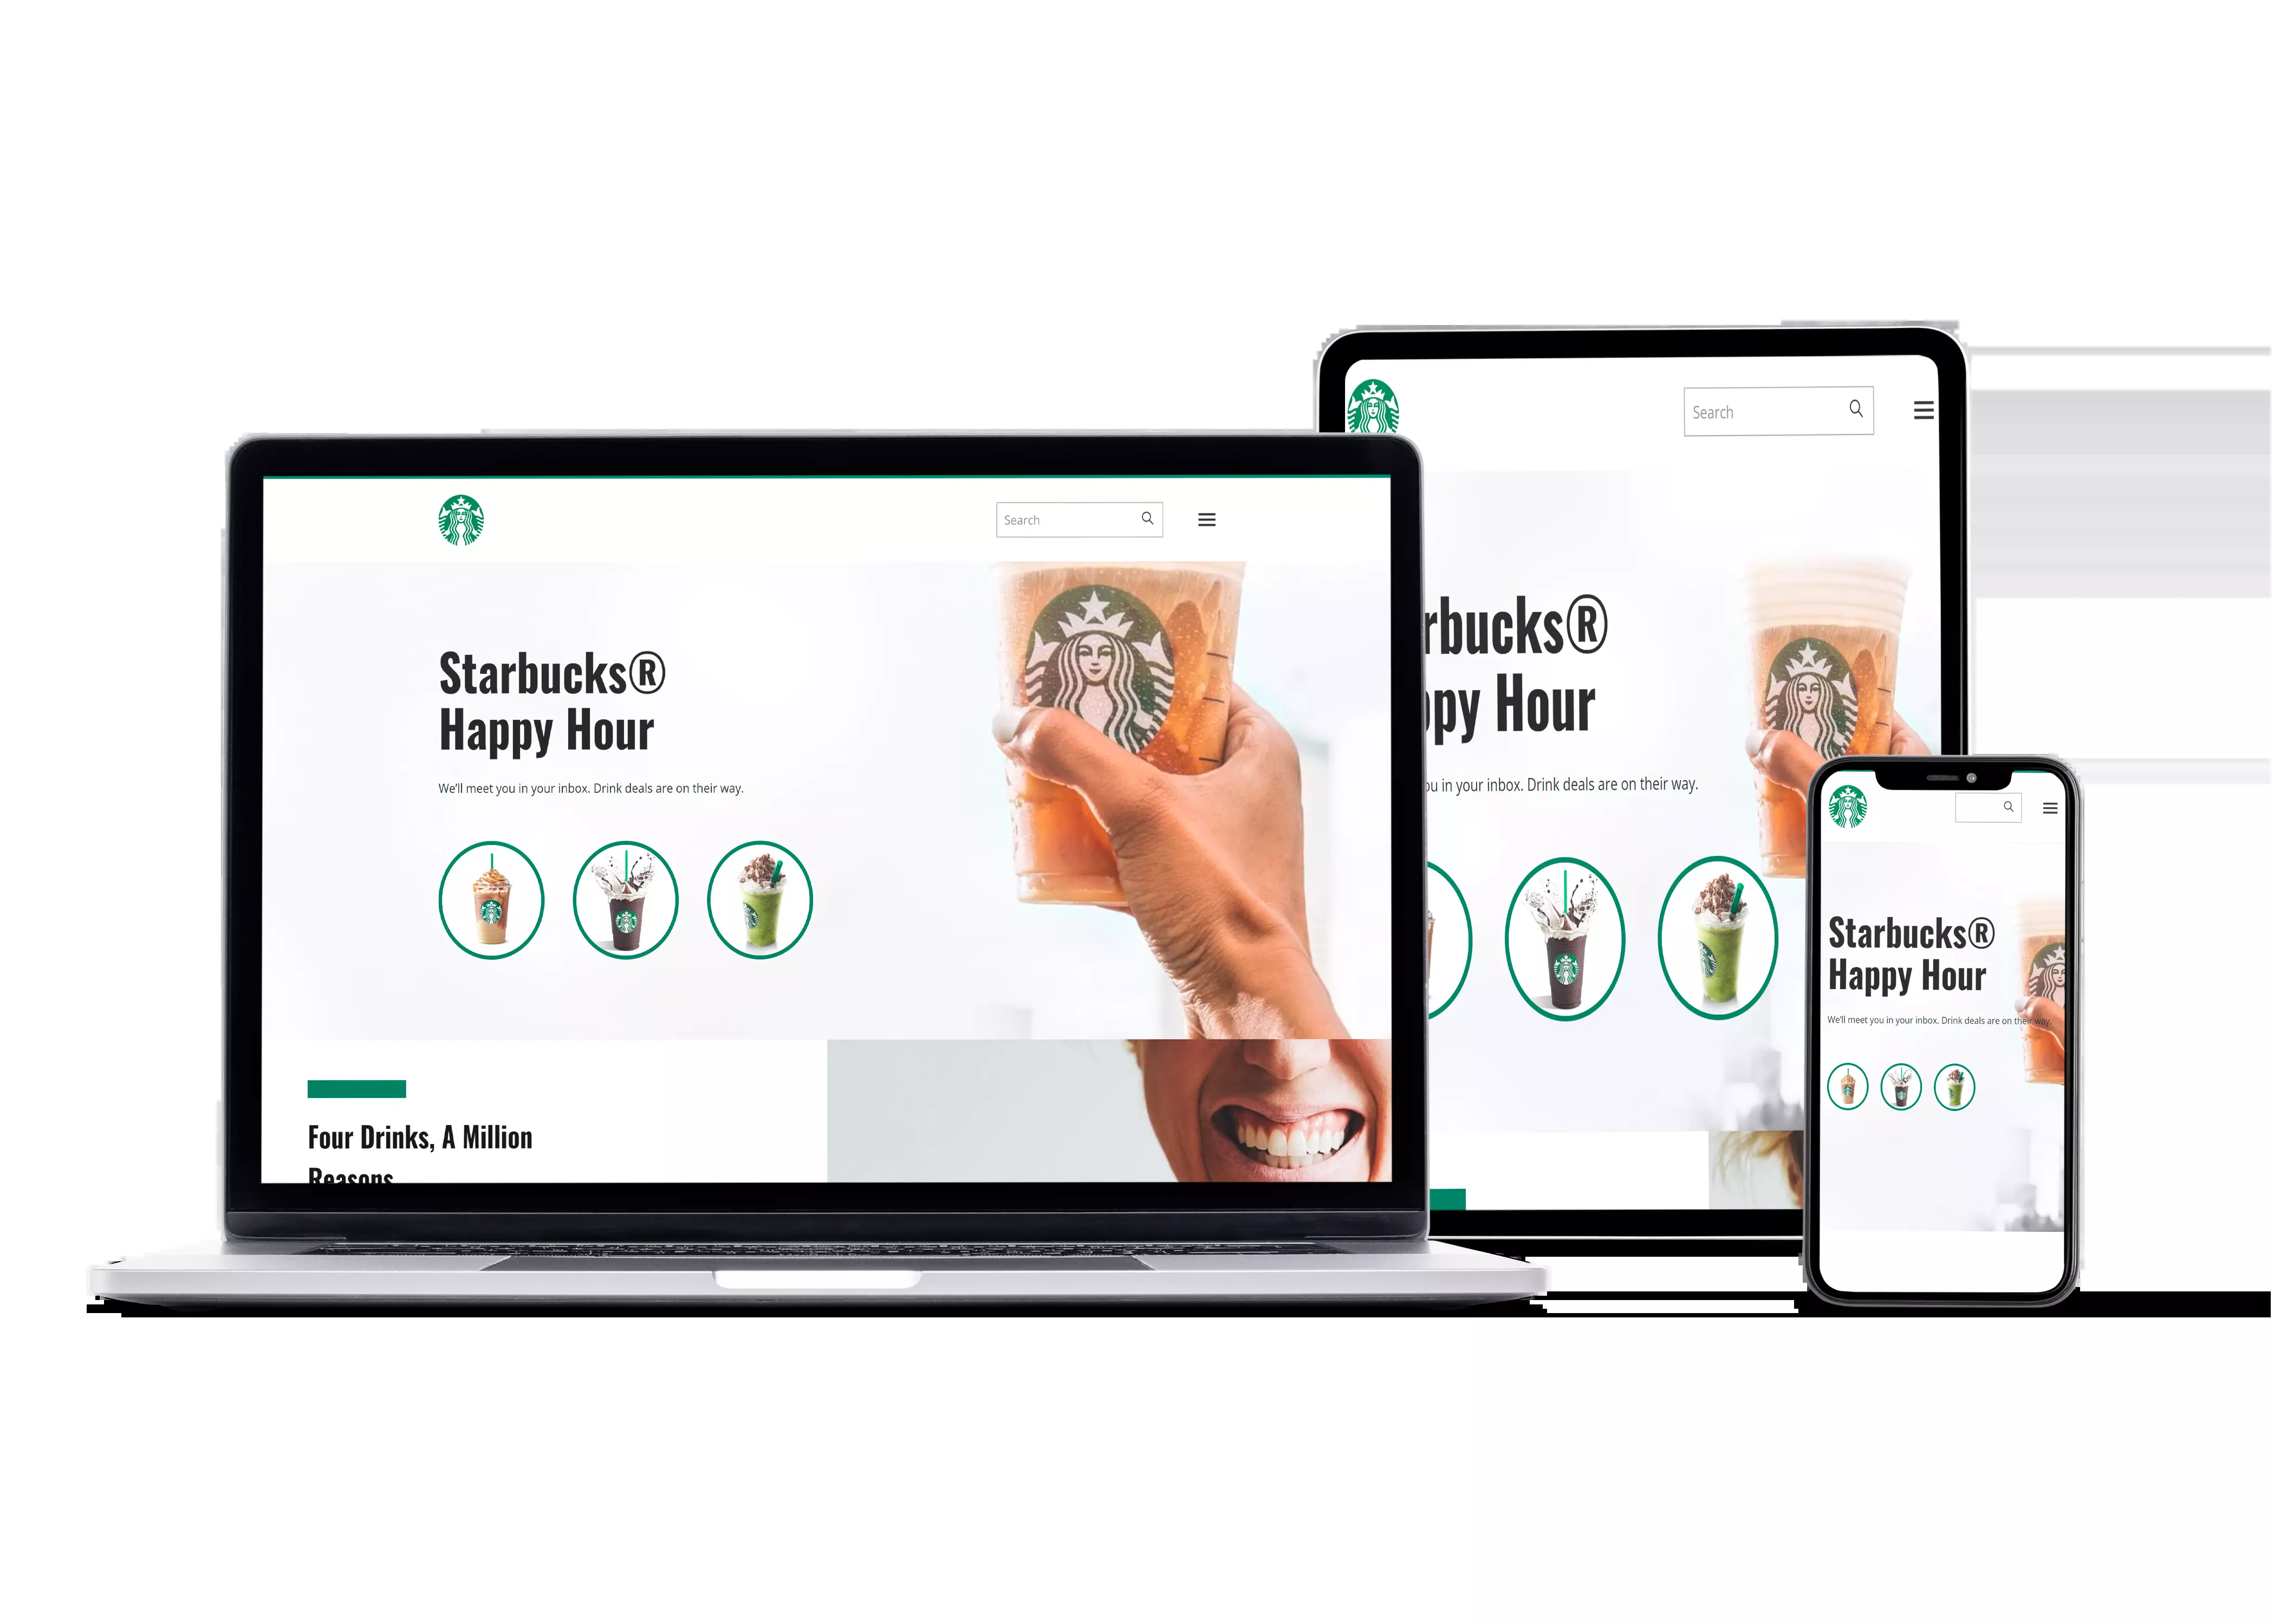 Search
Starbucks®
Happy Hour
We'll meet you in your inbox. Drink deals are on their way.
Four Drinks, A Million
Reasons
Search
rbucks®
py Hour
u in your inbox. Drink deals are on their way.
Starbucks®
Happy Hour
We'll meet you in your inbox. Drink deals are on their way.